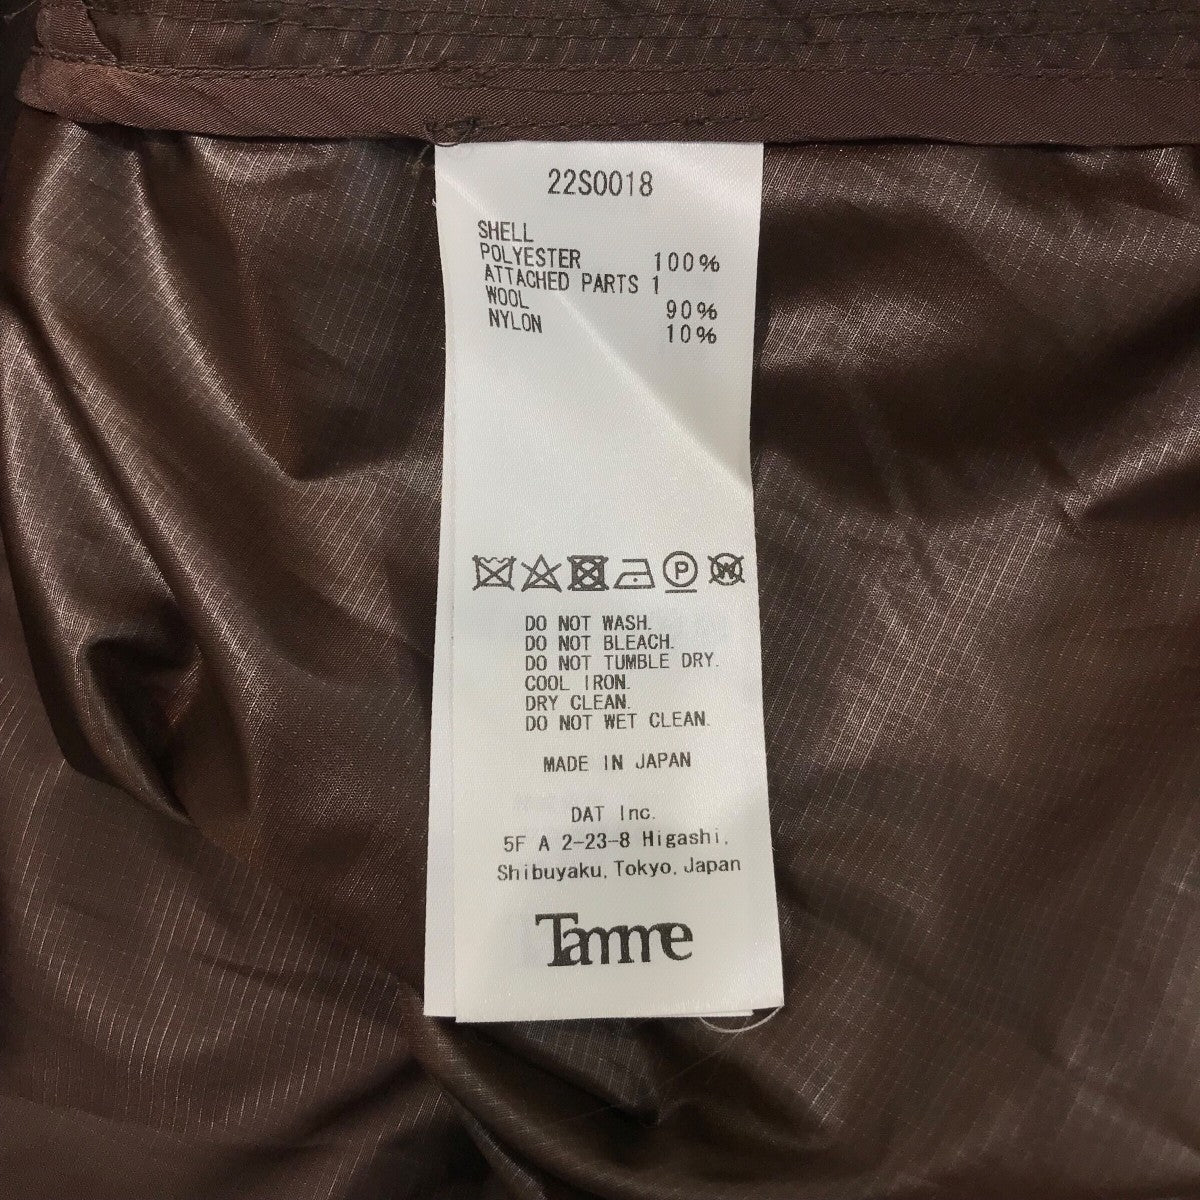 22S0018
SHELL
POLYESTER 100%
ATTACHED PARTS 1
WOOL 90%
NYLON 10%
P
W
DO NOT WASH.
DO NOT BLEACH.
DO NOT TUMBLE DRY.
COOL IRON.
DRY CLEAN.
DO NOT WET CLEAN.
MADE IN JAPAN
DAT Inc.
5F A 2-23-8 Higashi,
Shibuyaku, Tokyo, Japan
Tamme